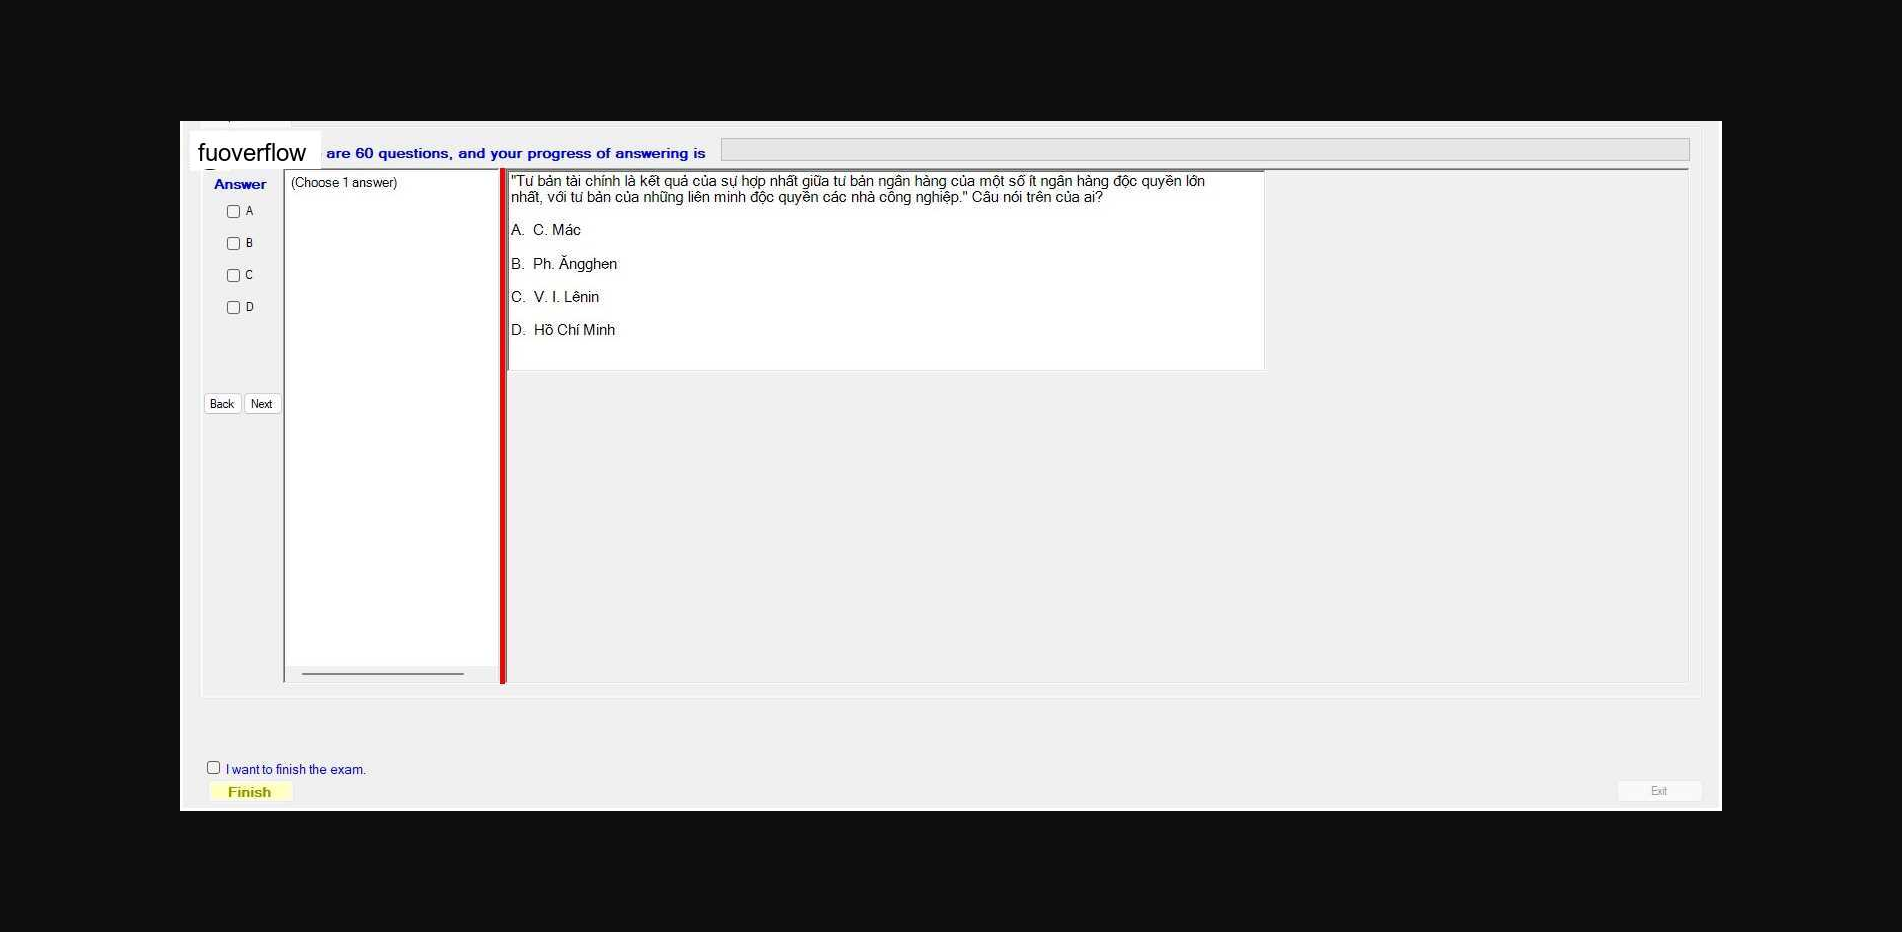 fuoverflow are 60 questions, and your progress of answering is
Answer
(Choose 1 answer)
A
B
C
D
Back Next
"Tư bản tài chính là kết quả của sự hợp nhất giữa tư bản ngân hàng của một số ít ngân hàng độc quyền lớn
nhất, với tư bản của những liên minh độc quyền các nhà công nghiệp." Câu nói trên của ai?
A. C. Mác
B. Ph. Ăngghen
C. V. I. Lênin
D. Hồ Chí Minh
I want to finish the exam.
Finish
Exit